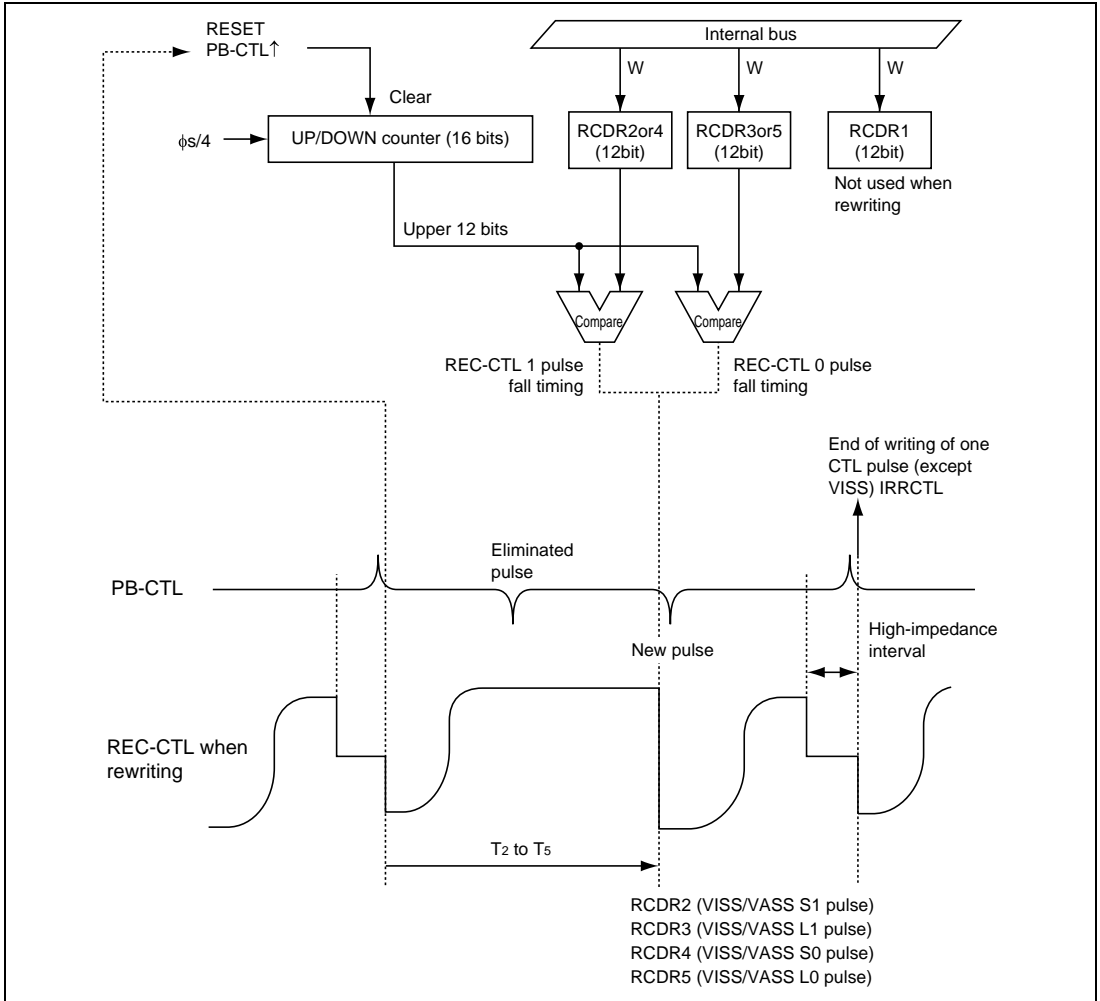 RESET
PB-CTL↑
Internal bus
W
W
W
Clear
φs/4
UP/DOWN counter (16 bits)
RCDR2or4
(12bit)
RCDR3or5
(12bit)
RCDR1
(12bit)
Not used when
rewriting
Upper 12 bits
Compare
Compare
REC-CTL 1 pulse
fall timing
REC-CTL 0 pulse
fall timing
End of writing of one
CTL pulse (except
VISS) IRRCTL
Eliminated
pulse
PB-CTL
High-impedance
interval
New pulse
REC-CTL when
rewriting
T2 to T5
RCDR2 (VISS/VASS S1 pulse)
RCDR3 (VISS/VASS L1 pulse)
RCDR4 (VISS/VASS S0 pulse)
RCDR5 (VISS/VASS L0 pulse)